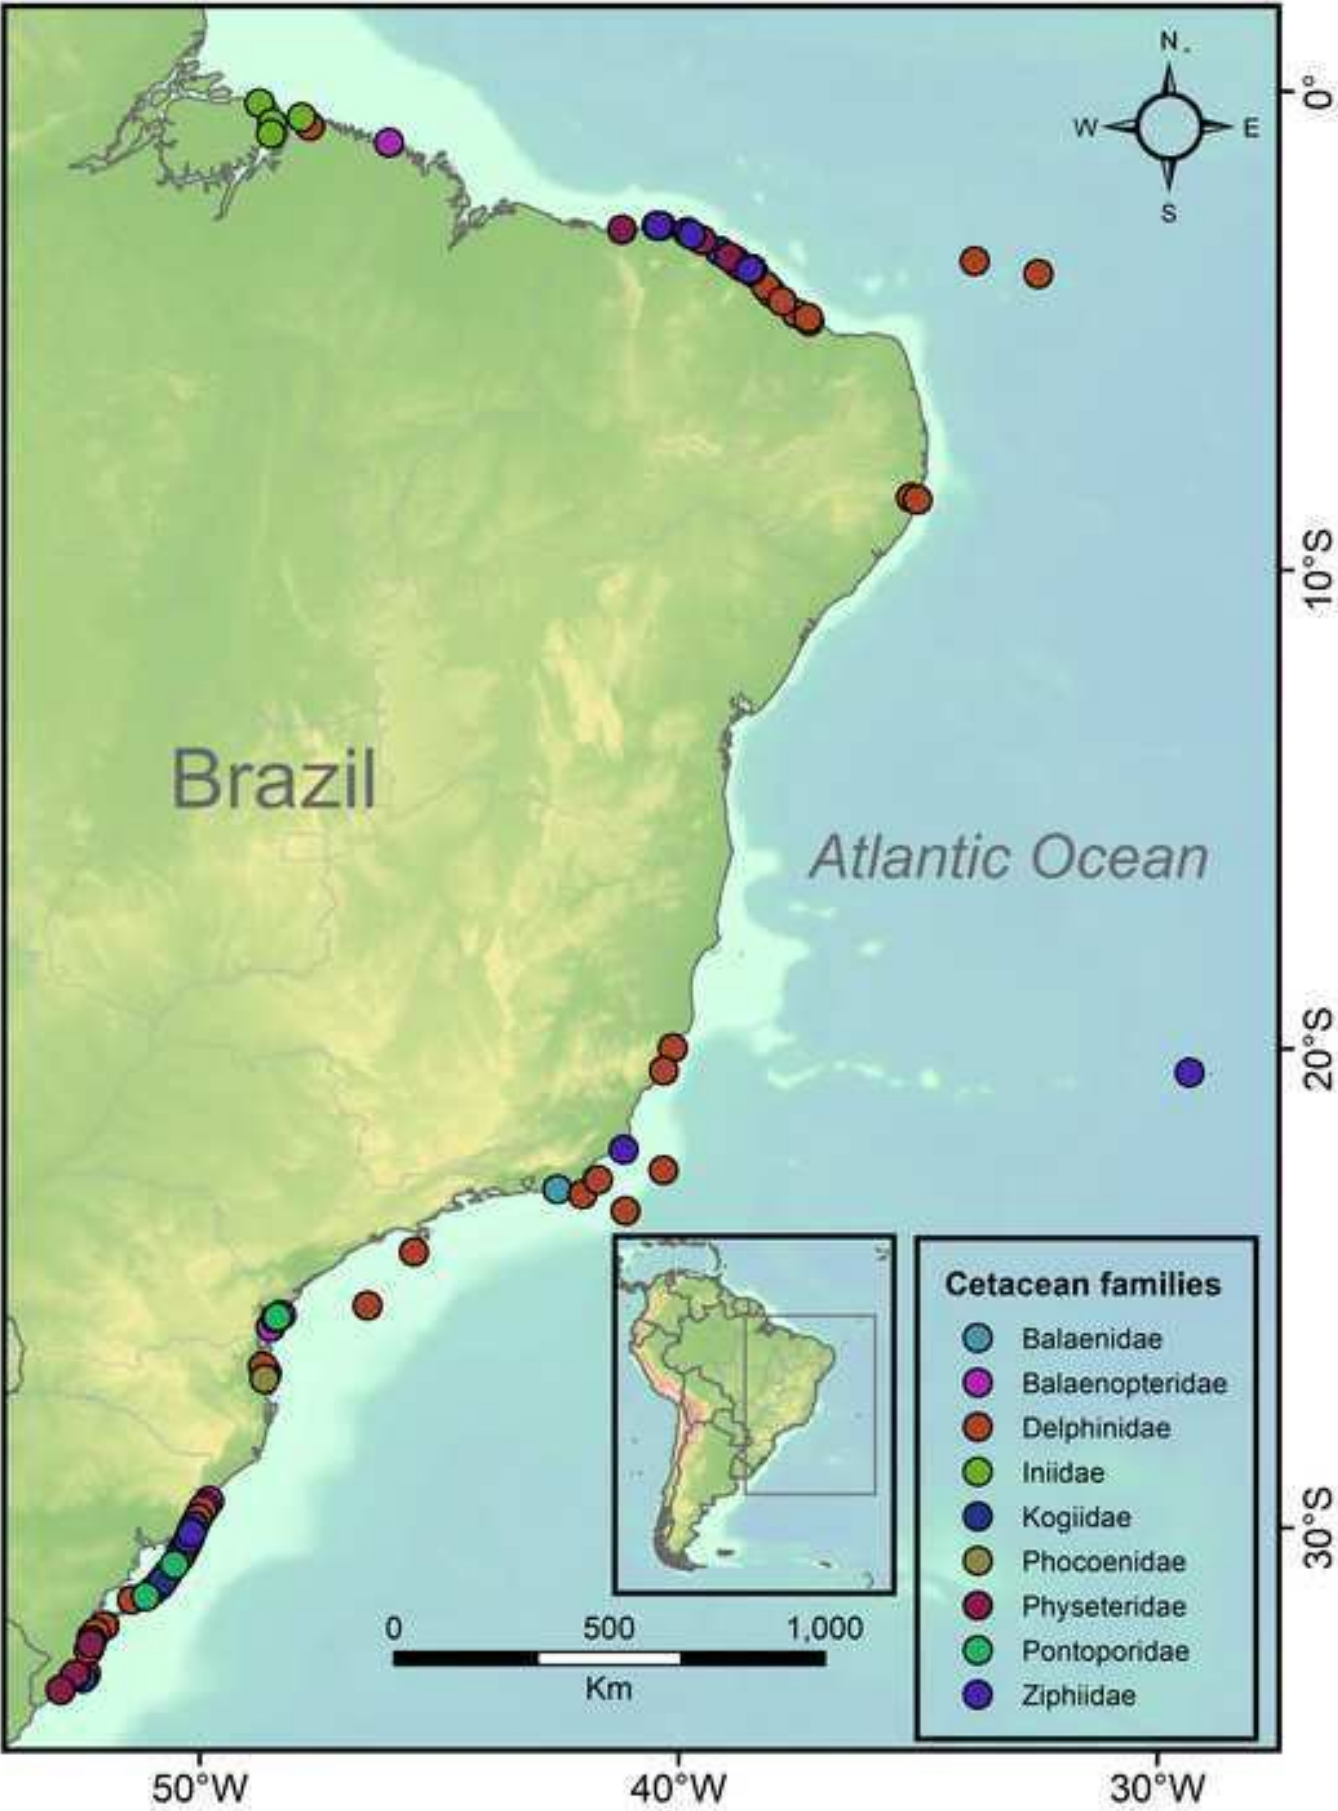 N
W
E
S
0°
10°S
Brazil
Atlantic Ocean
20°S
Cetacean families
Balaenidae
Balaenopteridae
Delphinidae
Iniidae
Kogiidae
Phocoenidae
Physeteridae
Pontoporidae
Ziphiidae
30°S
0 500 1,000
Km
50°W 40°W 30°W